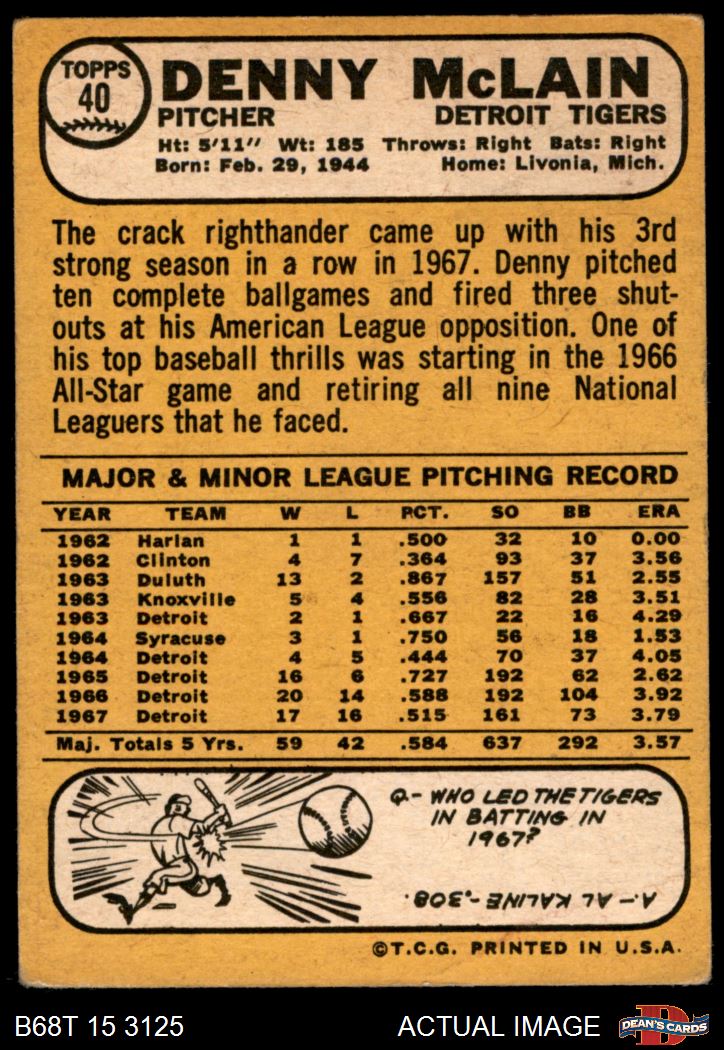 TOPPS
40
DENNY McLAIN
PITCHER DETROIT TIGERS
Ht: 5'11" Wt: 185 Throws: Right Bats: Right
Born: Feb. 29, 1944 Home: Livonia, Mich.
The crack righthander came up with his 3rd
strong season in a row in 1967. Denny pitched
ten complete ballgames and fired three shut-
outs at his American League opposition. One of
his top baseball thrills was starting in the 1966
All-Star game and retiring all nine National
Leaguers that he faced.
MAJOR & MINOR LEAGUE PITCHING RECORD
YEAR TEAM W L PCT. SO BB ERA
1962 Harlan 1 1 .500 32 10 0.00
1962 Clinton 4 7 .364 93 37 3.56
1963 Duluth 13 2 .867 157 51 2.55
1963 Knoxville 5 4 .556 82 28 3.51
1963 Detroit 2 1 .667 22 16 4.29
1964 Syracuse 3 1 .750 56 18 1.53
1964 Detroit 4 5 .444 70 37 4.05
1965 Detroit 16 6 .727 192 62 2.62
1966 Detroit 20 14 .588 192 104 3.92
1967 Detroit 17 16 .515 161 73 3.79
Maj. Totals 5 Yrs. 59 42 .584 637 292 3.57
Q- WHO LED THE TIGERS
IN BATTING IN
1967?
A.- AL KALINE-.308.
©T.C.G. PRINTED IN U.S.A.
B68T 15 3125 ACTUAL IMAGE
D
DEAN'S CARDS